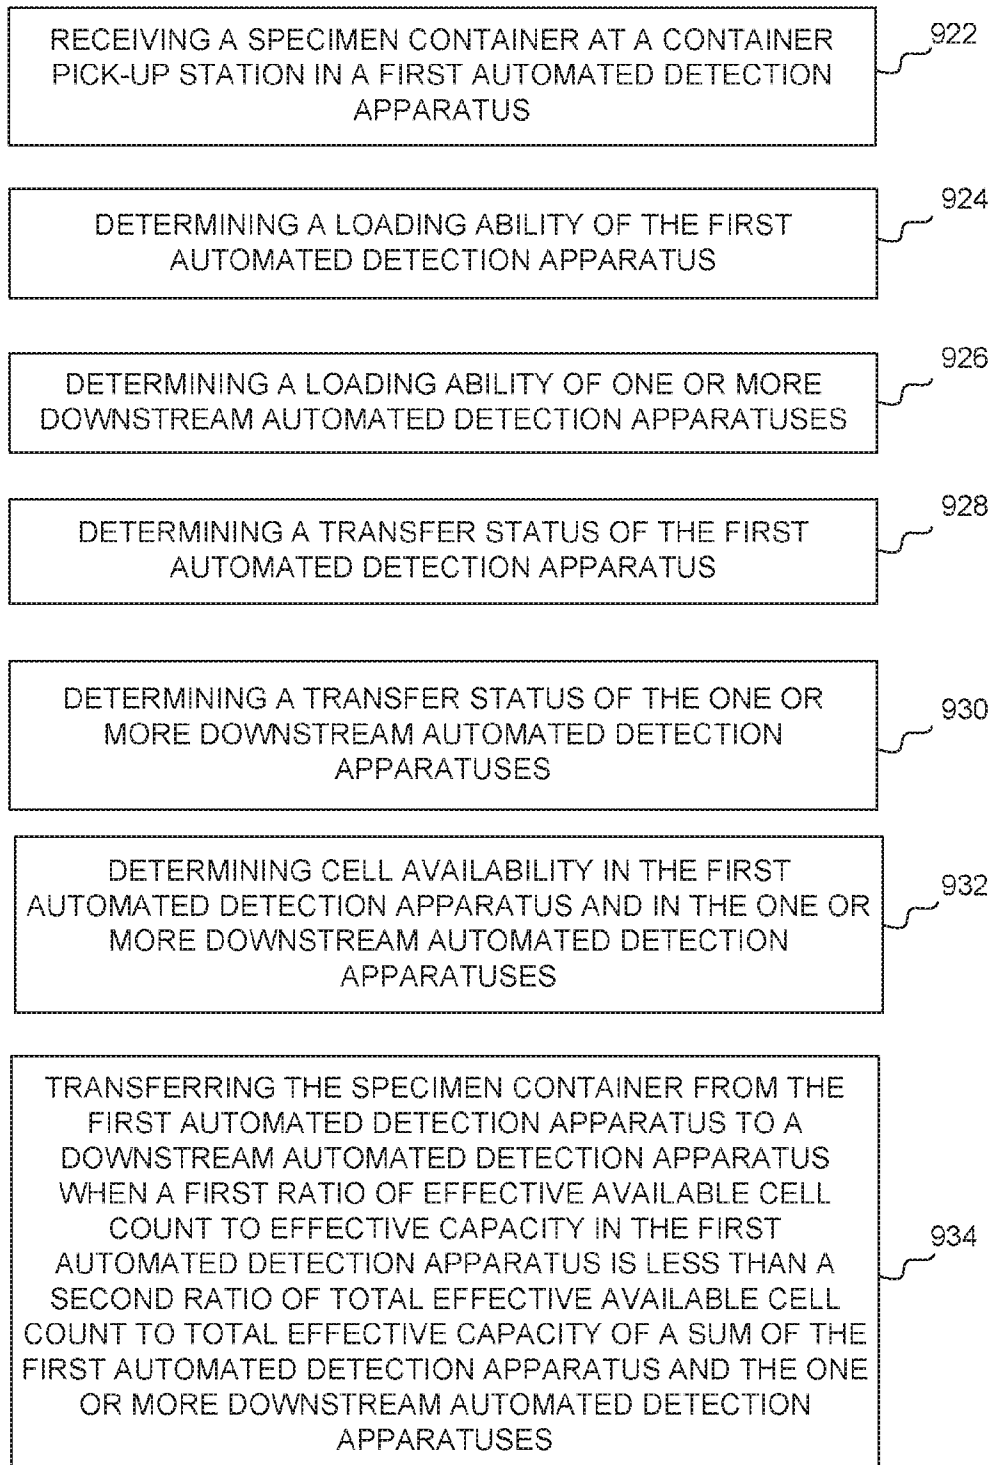 RECEIVING A SPECIMEN CONTAINER AT A CONTAINER
PICK-UP STATION IN A FIRST AUTOMATED DETECTION
APPARATUS
922
DETERMINING A LOADING ABILITY OF THE FIRST
AUTOMATED DETECTION APPARATUS
924
DETERMINING A LOADING ABILITY OF ONE OR MORE
DOWNSTREAM AUTOMATED DETECTION APPARATUSES
926
DETERMINING A TRANSFER STATUS OF THE FIRST
AUTOMATED DETECTION APPARATUS
928
DETERMINING A TRANSFER STATUS OF THE ONE OR
MORE DOWNSTREAM AUTOMATED DETECTION
APPARATUSES
930
DETERMINING CELL AVAILABILITY IN THE FIRST
AUTOMATED DETECTION APPARATUS AND IN THE ONE OR
MORE DOWNSTREAM AUTOMATED DETECTION
APPARATUSES
932
TRANSFERRING THE SPECIMEN CONTAINER FROM THE
FIRST AUTOMATED DETECTION APPARATUS TO A
DOWNSTREAM AUTOMATED DETECTION APPARATUS
WHEN A FIRST RATIO OF EFFECTIVE AVAILABLE CELL
COUNT TO EFFECTIVE CAPACITY IN THE FIRST
AUTOMATED DETECTION APPARATUS IS LESS THAN A
SECOND RATIO OF TOTAL EFFECTIVE AVAILABLE CELL
COUNT TO TOTAL EFFECTIVE CAPACITY OF A SUM OF THE
FIRST AUTOMATED DETECTION APPARATUS AND THE ONE
OR MORE DOWNSTREAM AUTOMATED DETECTION
APPARATUSES
934